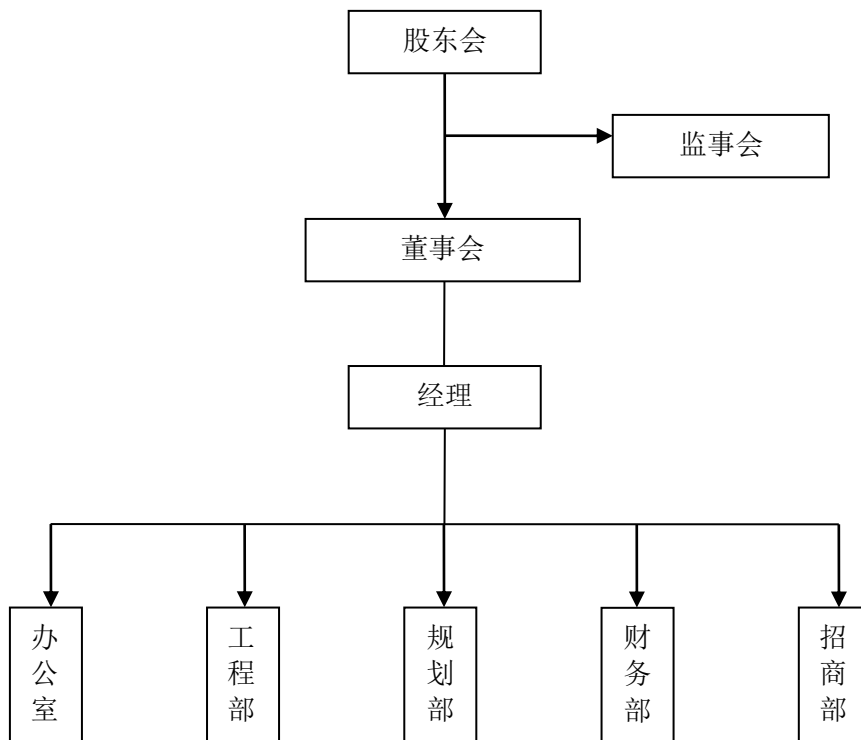 股东会
监事会
董事会
经理
办公室
工程部
规划部
财务部
招商部